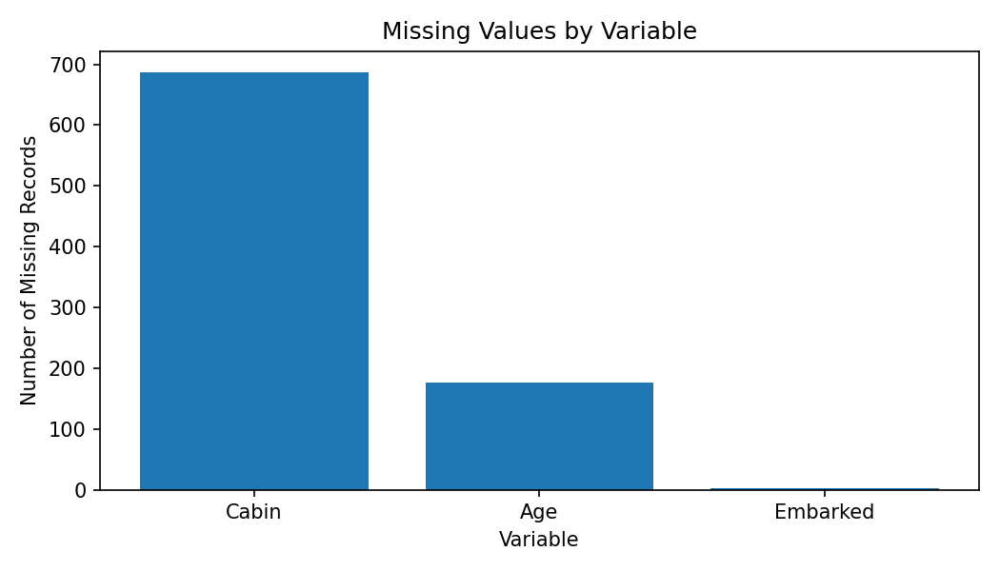 Missing Values by Variable
Number of Missing Records
700
600
500
400
300
200
100
0
Cabin Age Embarked
Variable